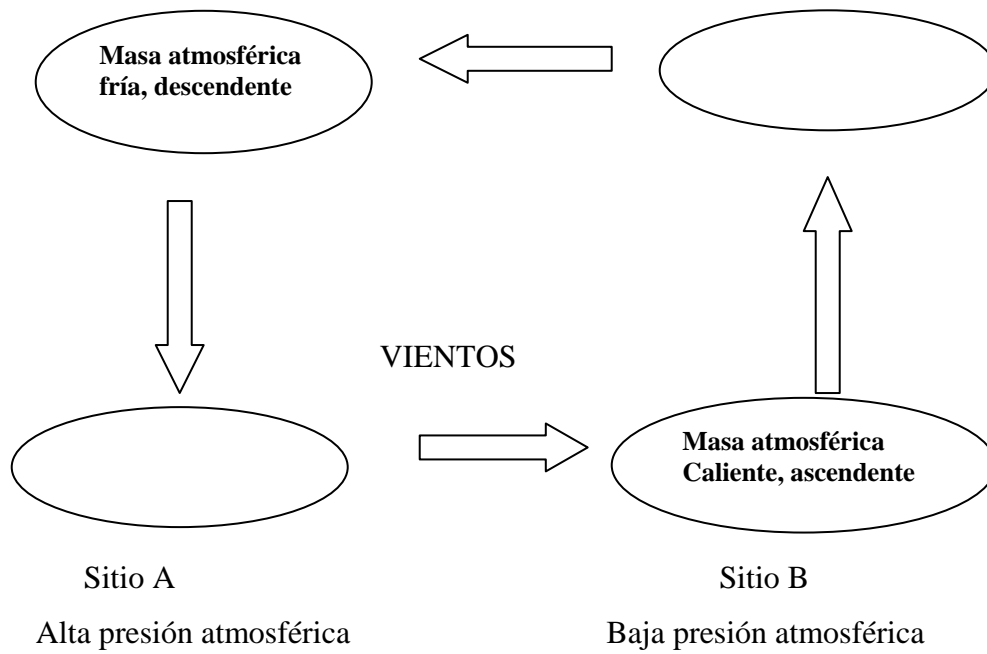 Masa atmosférica
fría, descendente
VIENTOS
Masa atmosférica
Caliente, ascendente
Sitio A
Sitio B
Alta presión atmosférica
Baja presión atmosférica